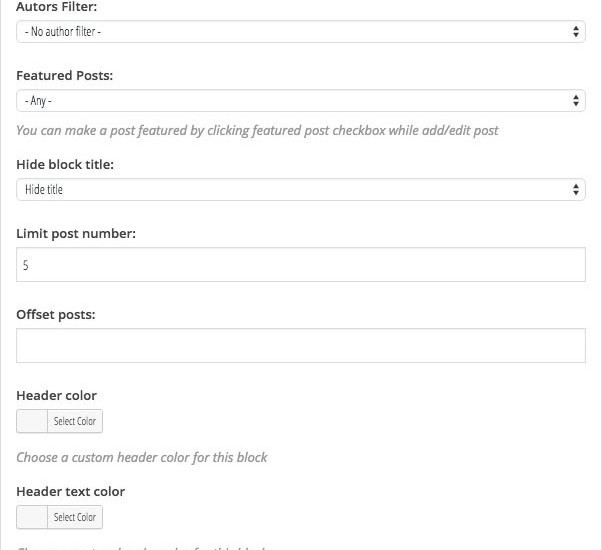 Autors Filter:
- No author filter -
Featured Posts:
- Any -
You can make a post featured by clicking featured post checkbox while add/edit post
Hide block title:
Hide title
Limit post number:
5
Offset posts:
Header color
Select Color
Choose a custom header color for this block
Header text color
Select Color